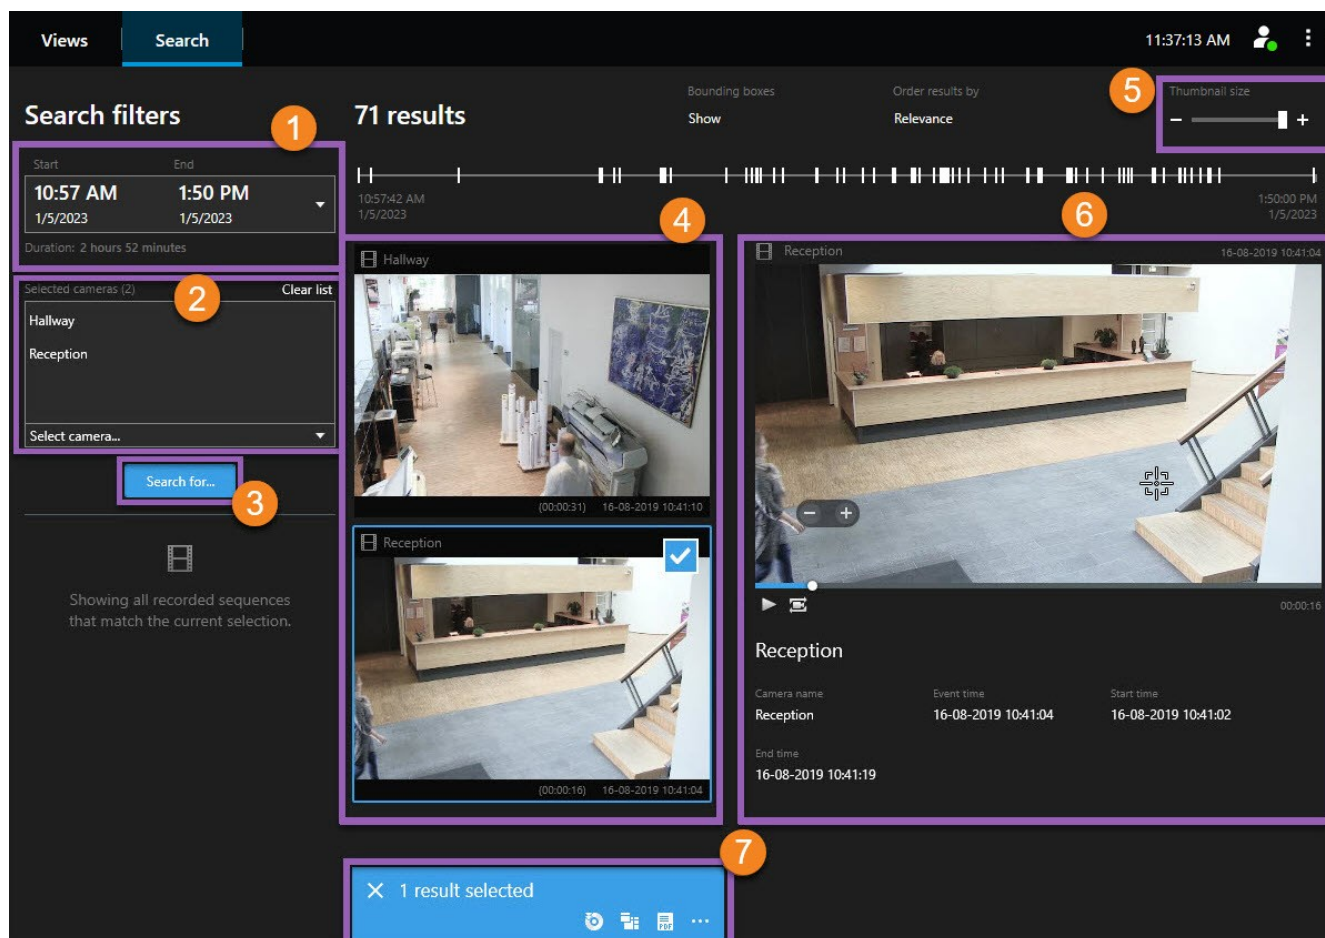 Views Search 11:37:13 AM
5
Bounding boxes Order results by Thumbnail size
Search filters 71 results Show Relevance − +
1
Start End
10:57 AM 1:50 PM
1/5/2023 1/5/2023
Duration: 2 hours 52 minutes
10:57:42 AM 1:50:00 PM
1/5/2023 1/5/2023
2
Selected cameras (2) Clear list
Hallway
Reception
Select camera...
3
Search for...
Showing all recorded sequences
that match the current selection.
4
Hallway
(00:00:31) 16-08-2019 10:41:10
Reception
(00:00:16) 16-08-2019 10:41:04
6
Reception 16-08-2019 10:41:04
− +
00:00:16
Reception
Camera name Event time Start time
Reception 16-08-2019 10:41:04 16-08-2019 10:41:02
End time
16-08-2019 10:41:19
7
1 result selected
PDF